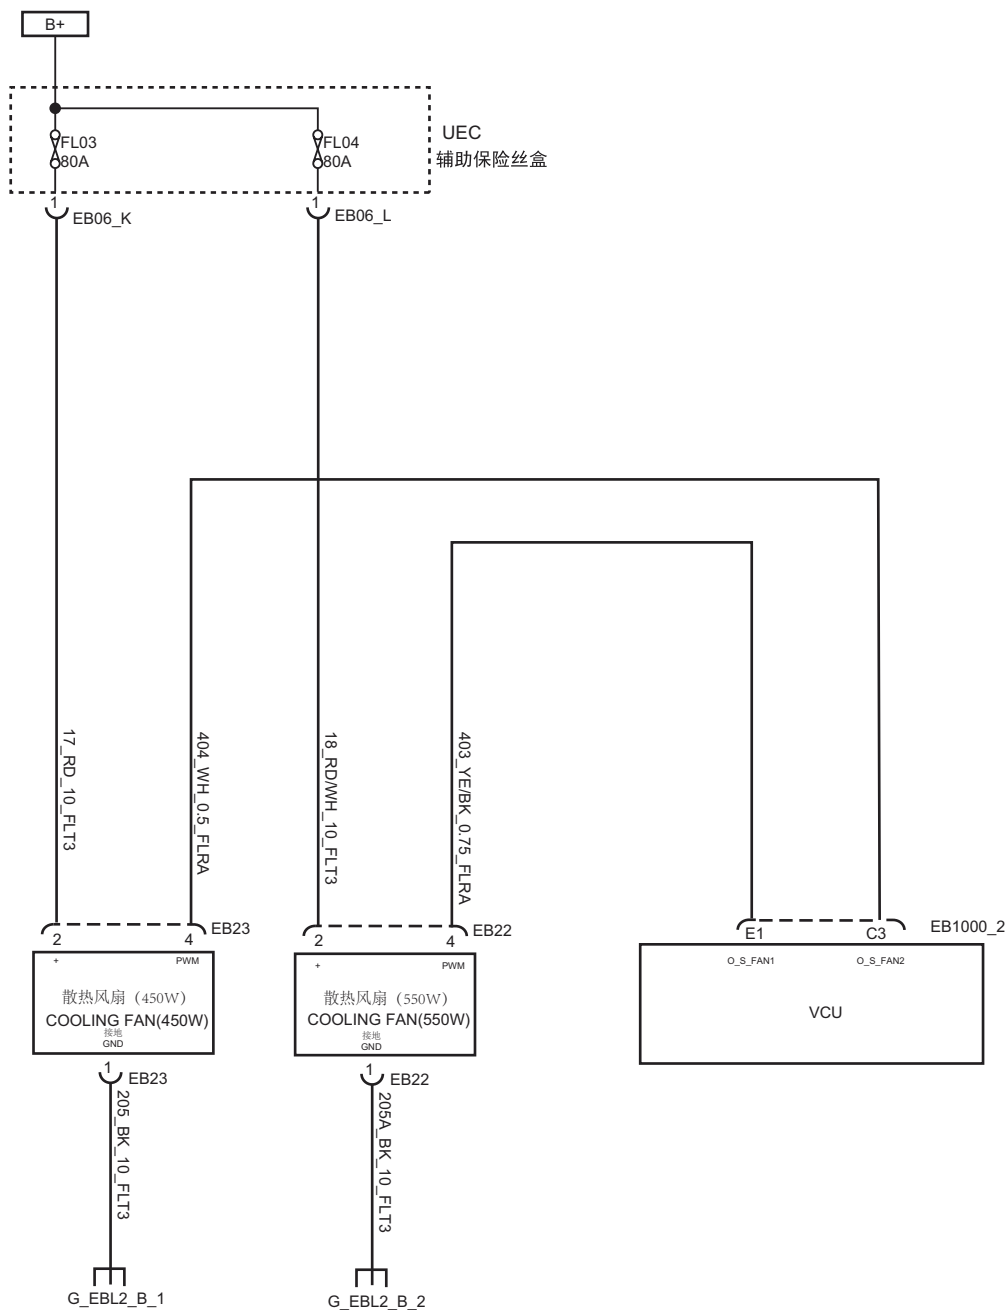 B+
FL03
80A
FL04
80A
UEC
辅助保险丝盒
1
EB06_K
1
EB06_L
17_RD_10_FLT3
404_WH_0.5_FLRA
18_RD/WH_10_FLT3
403_YE/BK_0.75_FLRA
2
4
EB23
2
4
EB22
E1
C3
EB1000_2
+
PWM
散热风扇（450W）
COOLING FAN(450W)
接地
GND
+
PWM
散热风扇（550W）
COOLING FAN(550W)
接地
GND
O_S_FAN1
O_S_FAN2
VCU
1
EB23
1
EB22
205_BK_10_FLT3
205A_BK_10_FLT3
G_EBL2_B_1
G_EBL2_B_2